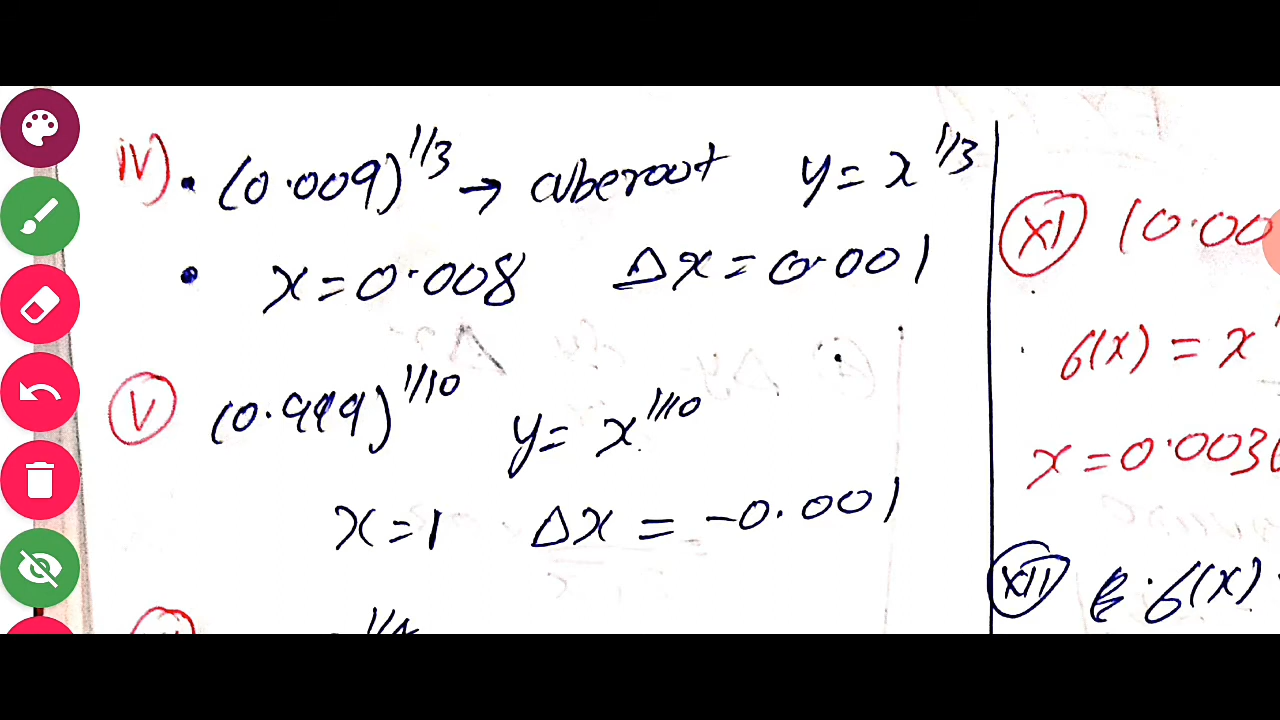 iv) • (0.009)^1/3 → cuberoot y = x^1/3
• x = 0.008 Δx = 0.001
(V) (0.999)^1/10 y = x^1/10
x = 1 Δx = -0.001
(XI) (0.00
f(x) = x
x = 0.003
(XII) f(x)